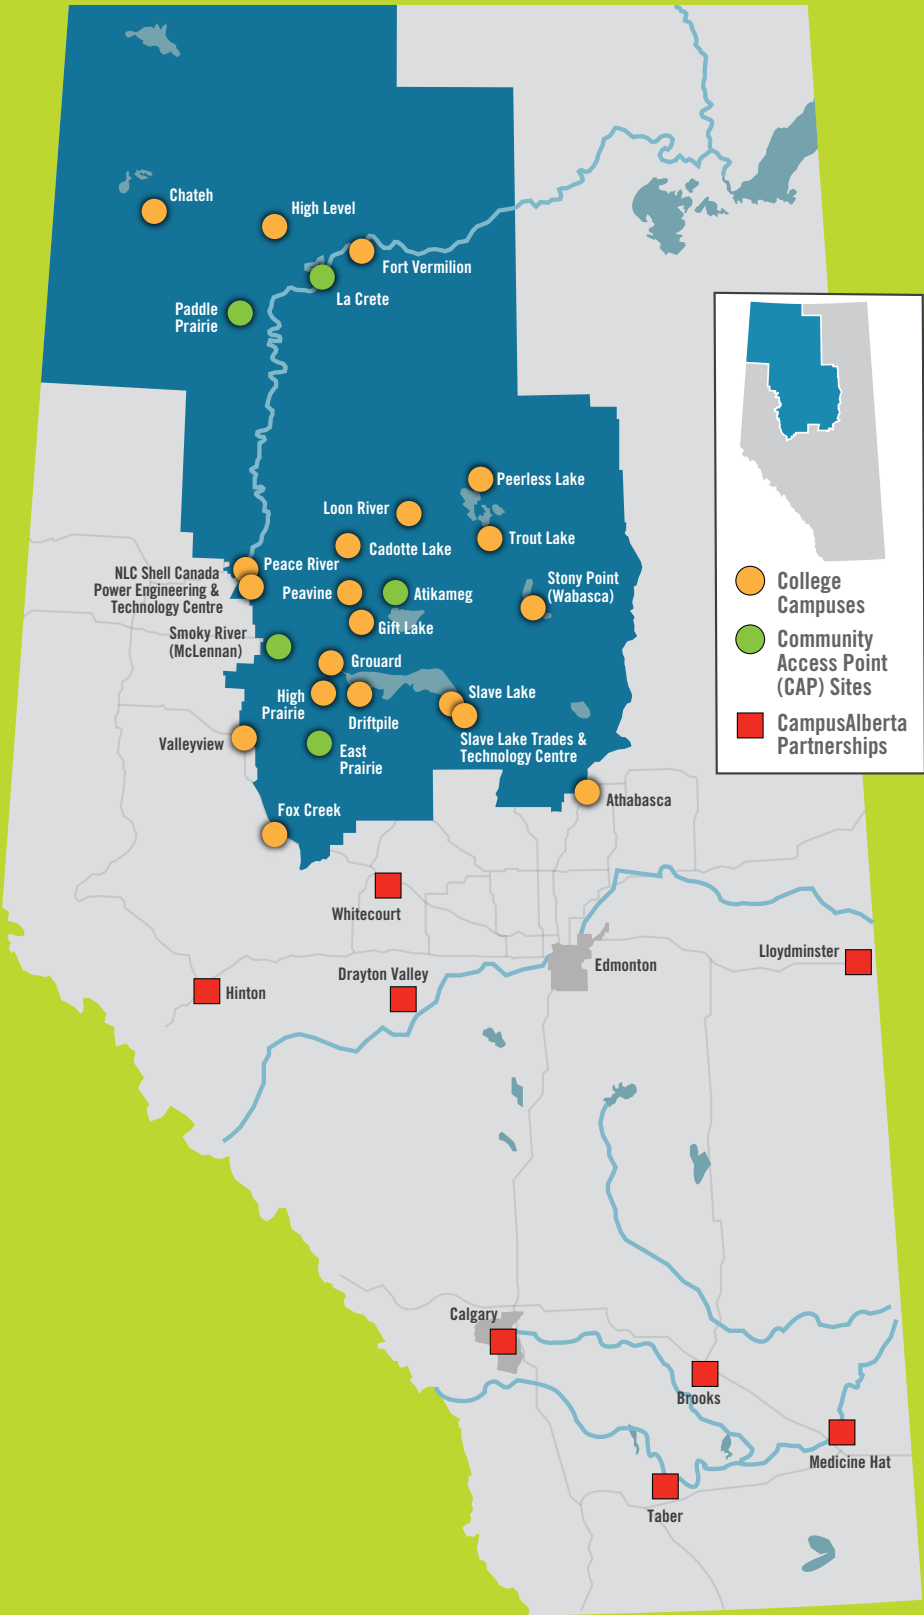 Chateh
High Level
Fort Vermilion
La Crete
Paddle
Prairie
Peerless Lake
Loon River
Trout Lake
Cadotte Lake
Peace River
NLC Shell Canada
Power Engineering &
Technology Centre
Peavine
Atikameg
Stony Point
(Wabasca)
Gift Lake
Smoky River
(McLennan)
Grouard
High
Prairie
Driftpile
Slave Lake
Slave Lake Trades &
Technology Centre
Valleyview
East
Prairie
Athabasca
Fox Creek
Whitecourt
Edmonton
Lloydminster
Drayton Valley
Hinton
Calgary
Brooks
Medicine Hat
Taber
College
Campuses
Community
Access Point
(CAP) Sites
CampusAlberta
Partnerships